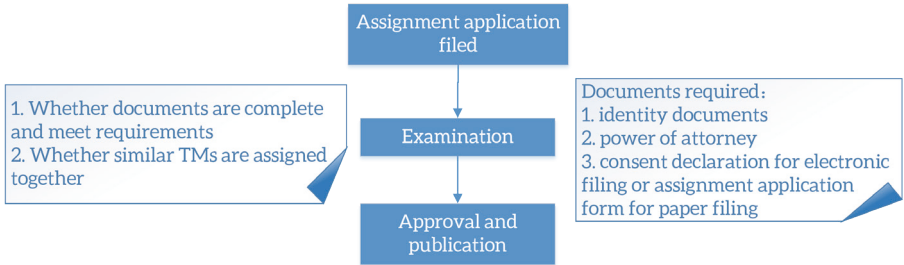 Assignment application
filed
1. Whether documents are complete
and meet requirements
2. Whether similar TMs are assigned
together
Examination
Documents required：
1. identity documents
2. power of attorney
3. consent declaration for electronic
filing or assignment application
form for paper filing
Approval and
publication